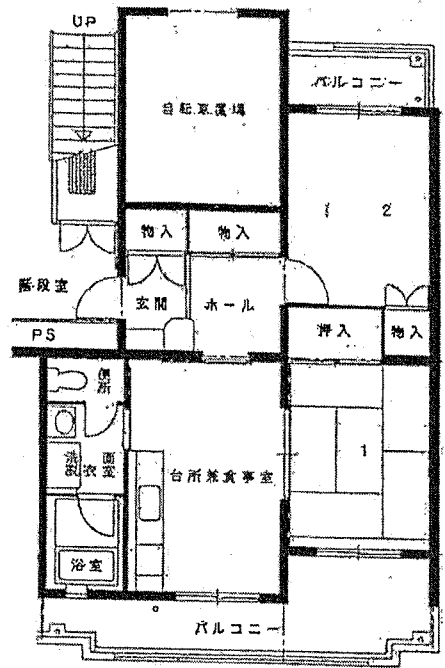 UP
バルコニー
自転車置場
1 2
物入
物入
階段室
玄関
ホール
PS
押入
物入
便所
洗面
脱衣室
台所兼食事室
1
浴室
バルコニー